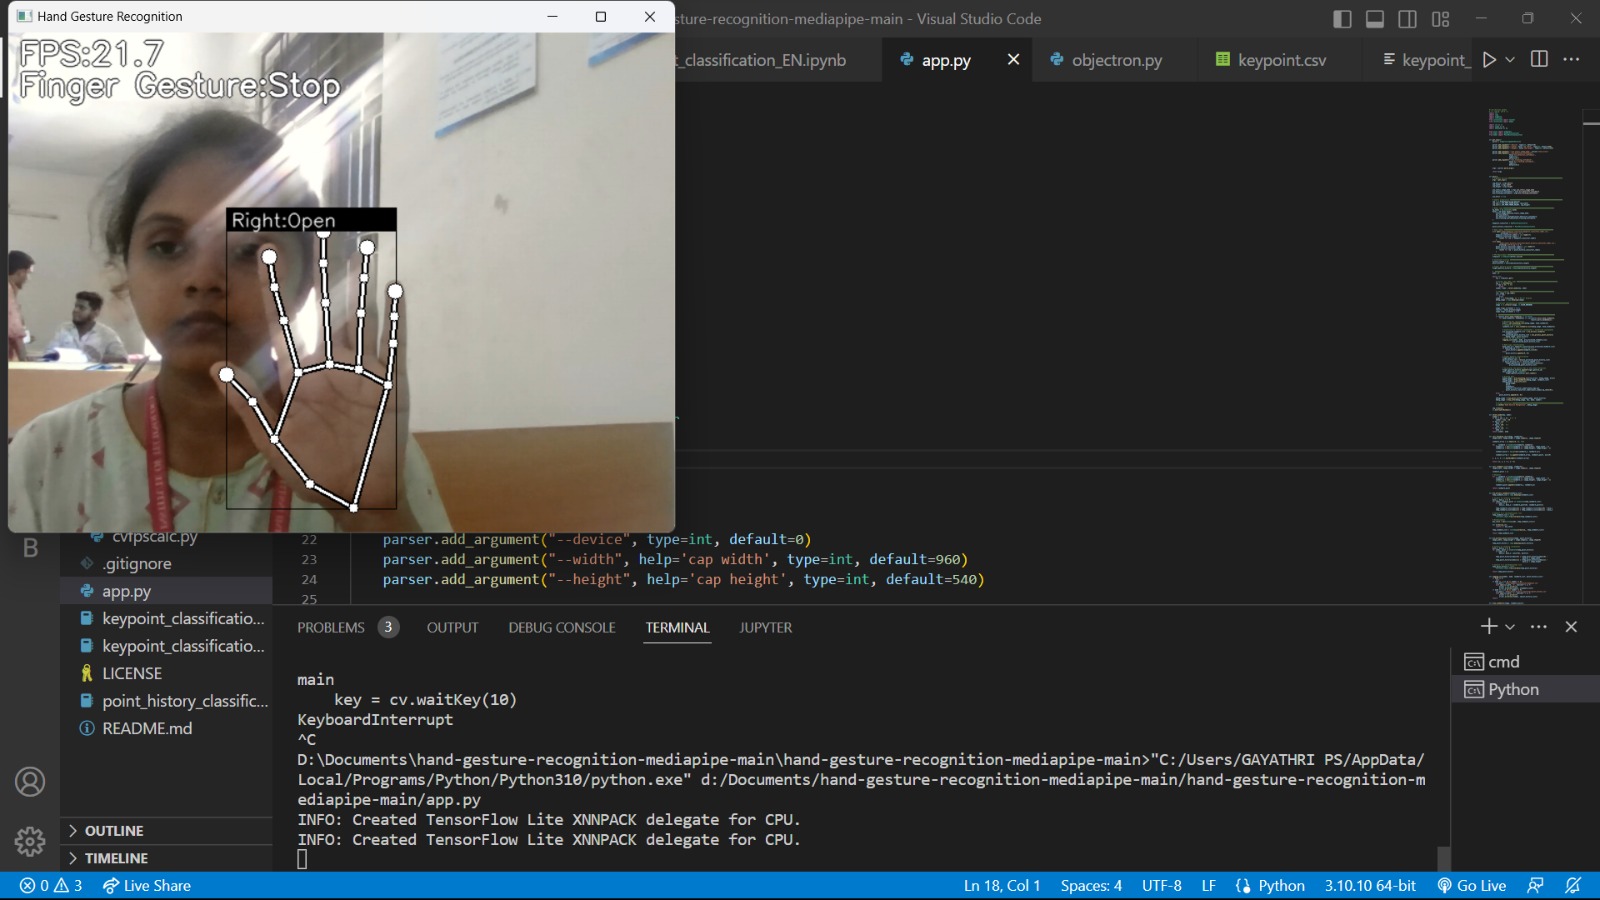 Hand Gesture Recognition
sture-recognition-mediapipe-main - Visual Studio Code
FPS:21.7
Finger Gesture:Stop
Right:Open
t_classification_EN.ipynb
app.py
objectron.py
keypoint.csv
keypoint_
22 parser.add_argument("--device", type=int, default=0)
23 parser.add_argument("--width", help='cap width', type=int, default=960)
24 parser.add_argument("--height", help='cap height', type=int, default=540)
25
B
cvfpscalc.py
.gitignore
app.py
keypoint_classificatio...
keypoint_classificatio...
LICENSE
point_history_classific...
README.md
OUTLINE
TIMELINE
PROBLEMS 3 OUTPUT DEBUG CONSOLE TERMINAL JUPYTER
main
key = cv.waitKey(10)
KeyboardInterrupt
^C
D:\Documents\hand-gesture-recognition-mediapipe-main\hand-gesture-recognition-mediapipe-main>"C:/Users/GAYATHRI PS/AppData/
Local/Programs/Python/Python310/python.exe" d:/Documents/hand-gesture-recognition-mediapipe-main/hand-gesture-recognition-m
ediapipe-main/app.py
INFO: Created TensorFlow Lite XNNPACK delegate for CPU.
INFO: Created TensorFlow Lite XNNPACK delegate for CPU.
cmd
Python
0 3 Live Share Ln 18, Col 1 Spaces: 4 UTF-8 LF Python 3.10.10 64-bit Go Live